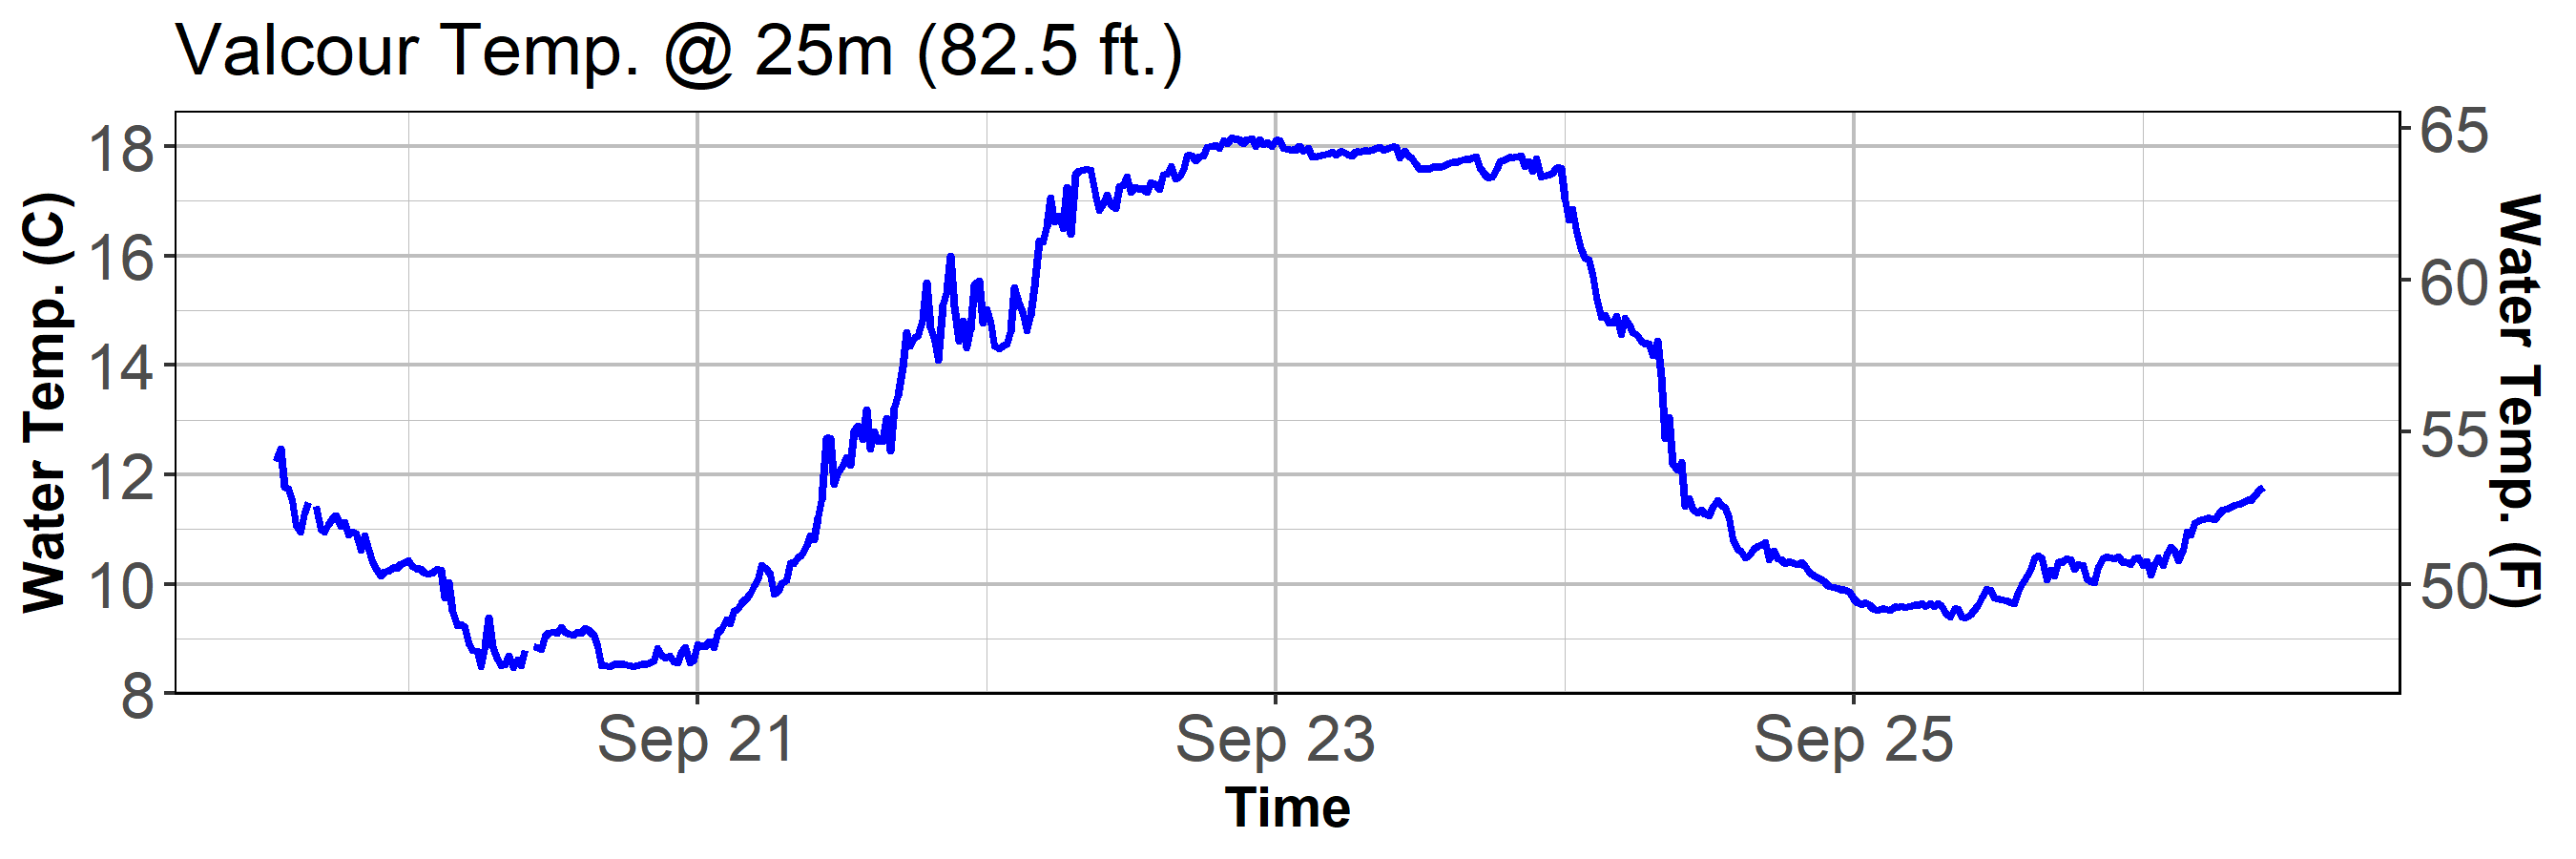 Valcour Temp. @ 25m (82.5 ft.)
Water Temp. (C)
18
16
14
12
10
8
65
60
55
50
Water Temp. (F)
Sep 21
Sep 23
Sep 25
Time